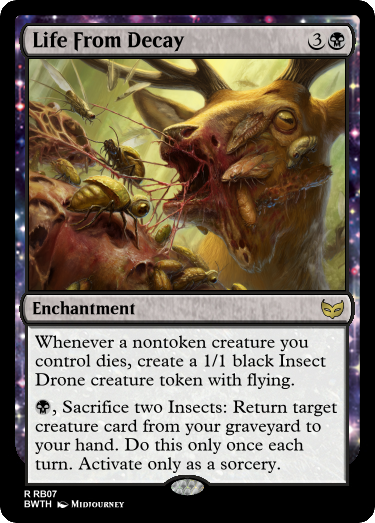 Life From Decay 3
Enchantment
Whenever a nontoken creature you
control dies, create a 1/1 black Insect
Drone creature token with flying.
, Sacrifice two Insects: Return target
creature card from your graveyard to
your hand. Do this only once each
turn. Activate only as a sorcery.
R RB07
BWTH Midjourney